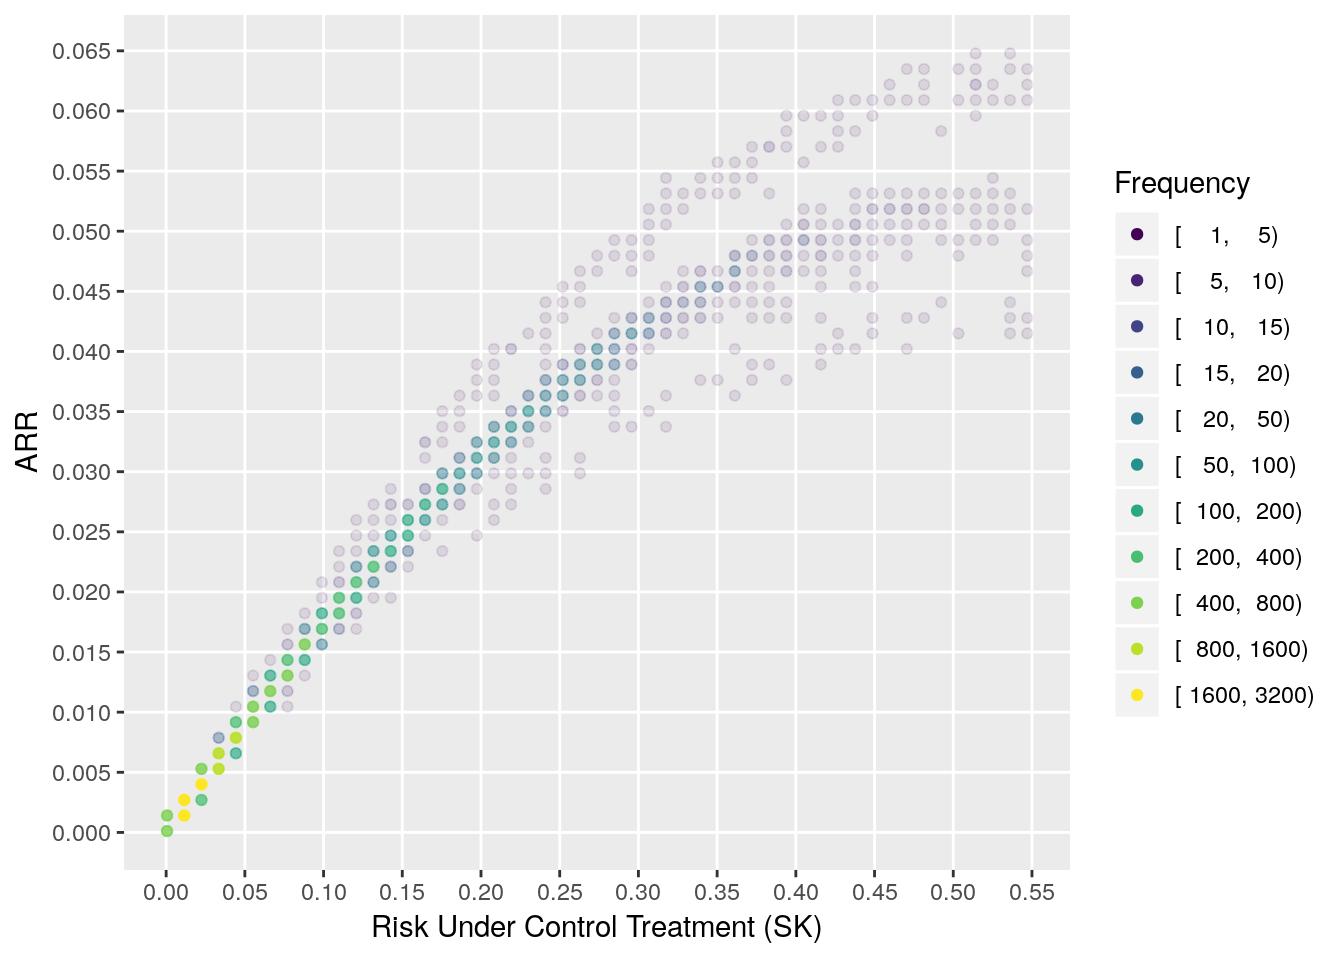 0.065
0.060
0.055
0.050
0.045
0.040
0.035
0.030
0.025
0.020
0.015
0.010
0.005
0.000
ARR
0.00 0.05 0.10 0.15 0.20 0.25 0.30 0.35 0.40 0.45 0.50 0.55
Risk Under Control Treatment (SK)
Frequency
[ 1, 5)
[ 5, 10)
[ 10, 15)
[ 15, 20)
[ 20, 50)
[ 50, 100)
[ 100, 200)
[ 200, 400)
[ 400, 800)
[ 800, 1600)
[ 1600, 3200)